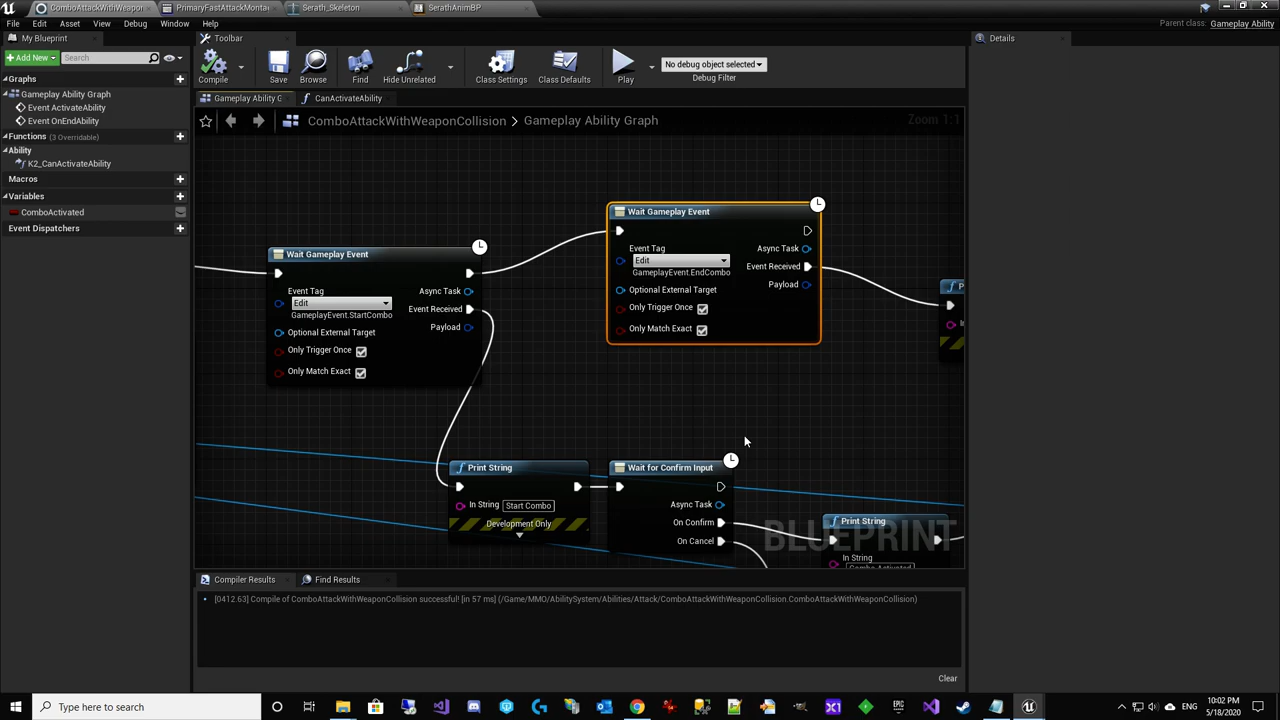 ComboAttackWithWeapon
PrimaryFastAttackMonta
Serath_Skeleton
SerathAnimBP
File
Edit
Asset
View
Debug
Window
Help
Parent class:
Gameplay Ability
My Blueprint
Toolbar
Details
Add New
Search
Compile
Save
Browse
Find
Hide Unrelated
Class Settings
Class Defaults
Play
No debug object selected
Debug Filter
Graphs
Gameplay Ability Graph
Event ActivateAbility
Event OnEndAbility
Functions (3 Overridable)
Ability
K2_CanActivateAbility
Macros
Variables
ComboActivated
Event Dispatchers
Gameplay Ability G
CanActivateAbility
ComboAttackWithWeaponCollision > Gameplay Ability Graph
Zoom 1:1
Wait Gameplay Event
Event Tag
Edit
GameplayEvent.StartCombo
Optional External Target
Only Trigger Once
Only Match Exact
Async Task
Event Received
Payload
Wait Gameplay Event
Event Tag
Edit
GameplayEvent.EndCombo
Optional External Target
Only Trigger Once
Only Match Exact
Async Task
Event Received
Payload
Print String
In String Start Combo
Development Only
Wait for Confirm Input
Async Task
On Confirm
On Cancel
Print String
In String
Combo Activated
BLUEPRINT
Compiler Results
Find Results
[0412.63] Compile of ComboAttackWithWeaponCollision successful! [in 57 ms] (/Game/MMO/AbilitySystem/Abilities/Attack/ComboAttackWithWeaponCollision.ComboAttackWithWeaponCollision)
Clear
Type here to search
10:02 PM
5/18/2020